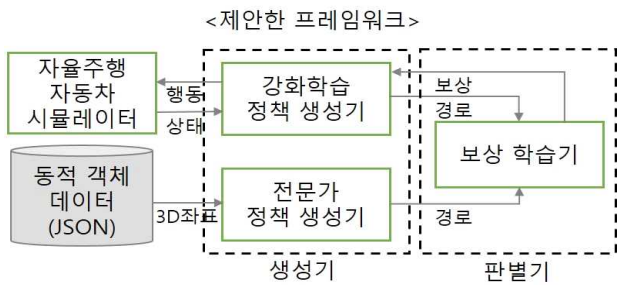 <제안한 프레임워크>
자율주행
자동차
시뮬레이터
행동
상태
강화학습
정책 생성기
보상
경로
보상 학습기
동적 객체
데이터
(JSON)
3D좌표
전문가
정책 생성기
경로
생성기
판별기